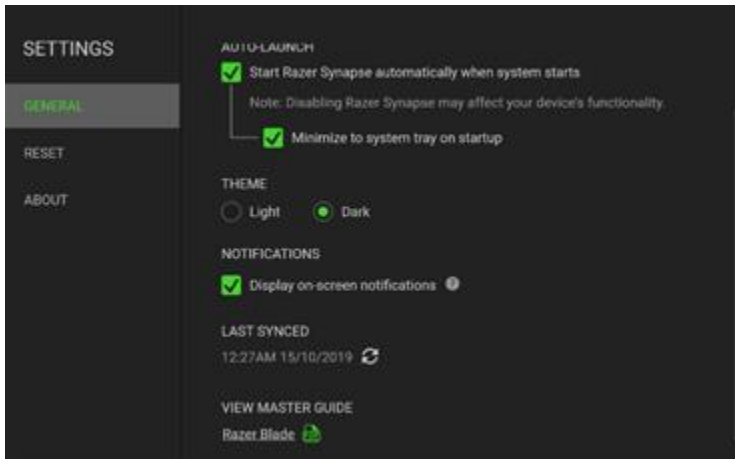 SETTINGS
GENERAL
RESET
ABOUT
AUTO-LAUNCH
Start Razer Synapse automatically when system starts
Note: Disabling Razer Synapse may affect your device's functionality.
Minimize to system tray on startup
THEME
Light Dark
NOTIFICATIONS
Display on-screen notifications ?
LAST SYNCED
12:27AM 15/10/2019
VIEW MASTER GUIDE
Razer Blade